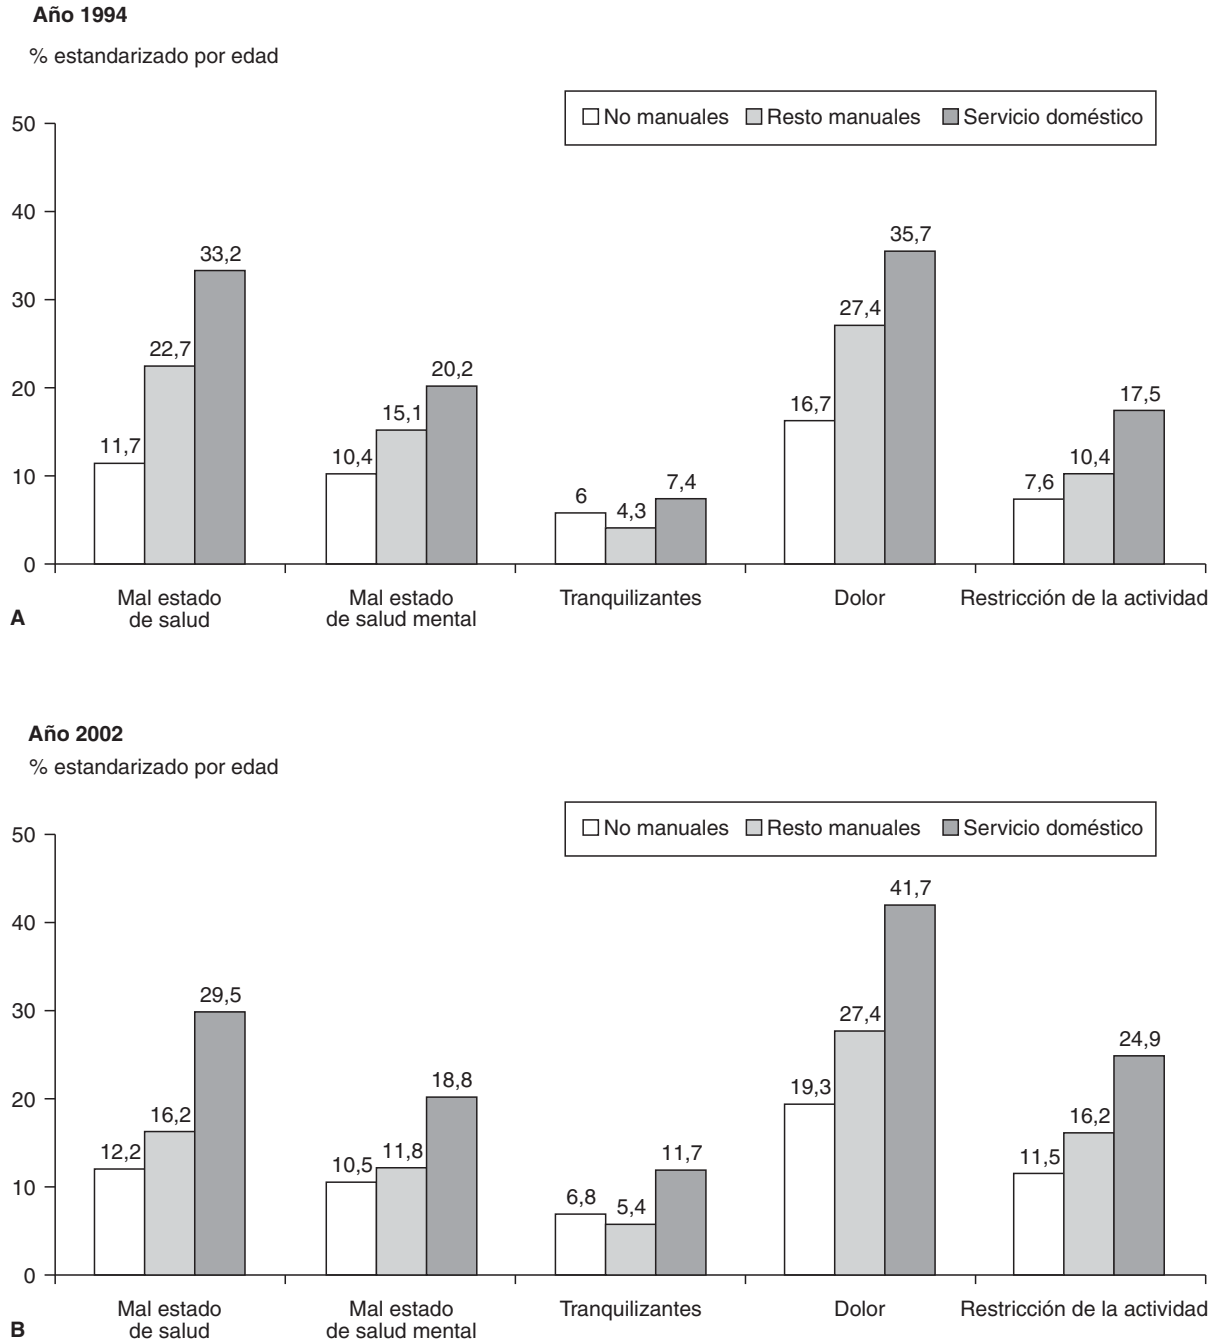 Año 1994
% estandarizado por edad
No manuales Resto manuales Servicio doméstico
50
40
30
20
10
0
11,7 22,7 33,2
10,4 15,1 20,2
6 4,3 7,4
16,7 27,4 35,7
7,6 10,4 17,5
Mal estado
de salud
Mal estado
de salud mental
Tranquilizantes
Dolor
Restricción de la actividad
A
Año 2002
% estandarizado por edad
No manuales Resto manuales Servicio doméstico
50
40
30
20
10
0
12,2 16,2 29,5
10,5 11,8 18,8
6,8 5,4 11,7
19,3 27,4 41,7
11,5 16,2 24,9
Mal estado
de salud
Mal estado
de salud mental
Tranquilizantes
Dolor
Restricción de la actividad
B